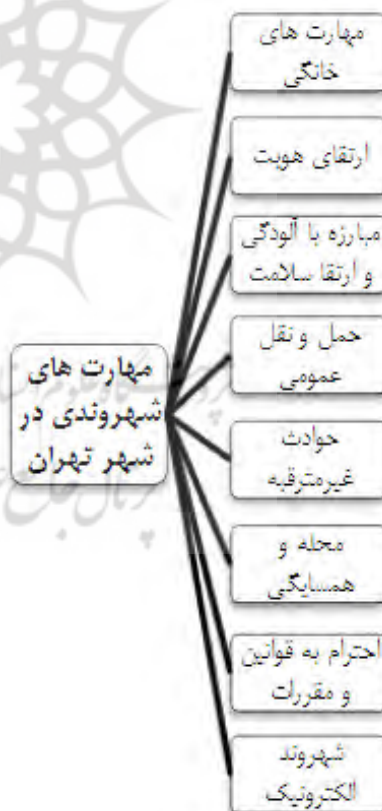 مهارت های
خانگی
ارتقای هویت
مبارزه با آلودگی
و ارتقا سلامت
حمل و نقل
عمومی
مهارت های
شهروندی در
شهر تهران
حوادث
غیرمترقبه
محله و
همسایگی
احترام به قوانین
و مقررات
شهروند
الکترونیک